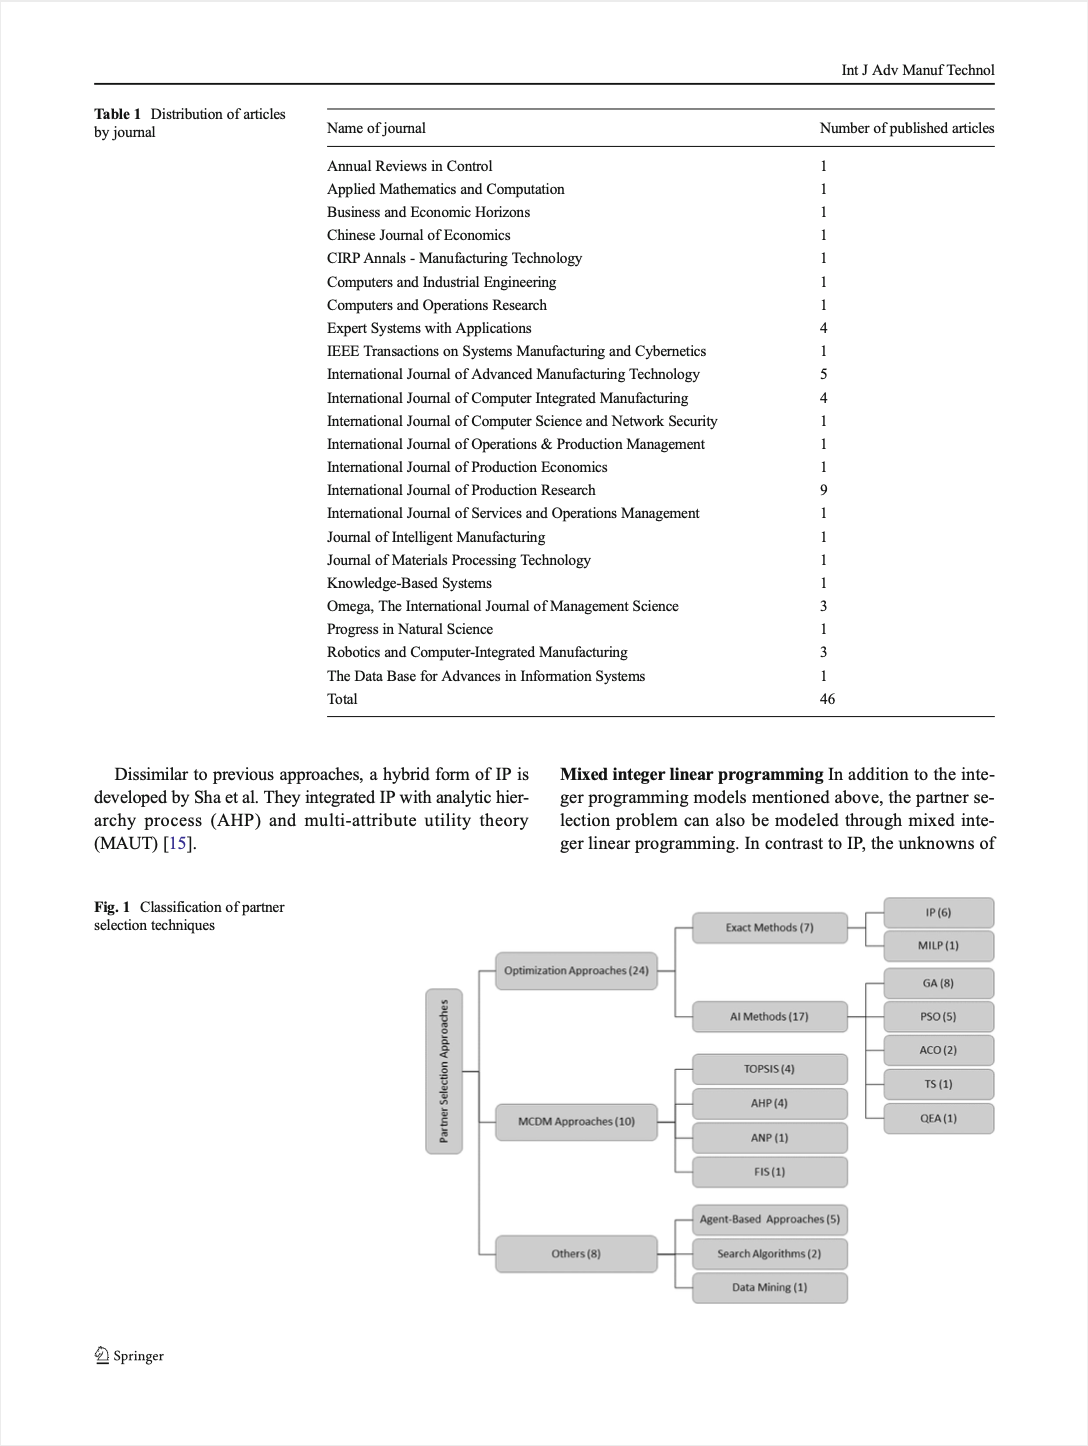 Int J Adv Manuf Technol
Table 1 Distribution of articles
by journal
Name of journal Number of published articles
Annual Reviews in Control 1
Applied Mathematics and Computation 1
Business and Economic Horizons 1
Chinese Journal of Economics 1
CIRP Annals - Manufacturing Technology 1
Computers and Industrial Engineering 1
Computers and Operations Research 1
Expert Systems with Applications 4
IEEE Transactions on Systems Manufacturing and Cybernetics 1
International Journal of Advanced Manufacturing Technology 5
International Journal of Computer Integrated Manufacturing 4
International Journal of Computer Science and Network Security 1
International Journal of Operations & Production Management 1
International Journal of Production Economics 1
International Journal of Production Research 9
International Journal of Services and Operations Management 1
Journal of Intelligent Manufacturing 1
Journal of Materials Processing Technology 1
Knowledge-Based Systems 1
Omega, The International Journal of Management Science 3
Progress in Natural Science 1
Robotics and Computer-Integrated Manufacturing 3
The Data Base for Advances in Information Systems 1
Total 46
Dissimilar to previous approaches, a hybrid form of IP is
developed by Sha et al. They integrated IP with analytic hier-
archy process (AHP) and multi-attribute utility theory
(MAUT) [15].
Mixed integer linear programming In addition to the inte-
ger programming models mentioned above, the partner se-
lection problem can also be modeled through mixed inte-
ger linear programming. In contrast to IP, the unknowns of
Fig. 1 Classification of partner
selection techniques
Partner Selection Approaches
Optimization Approaches (24)
Exact Methods (7)
IP (6)
MILP (1)
AI Methods (17)
GA (8)
PSO (5)
ACO (2)
TS (1)
QEA (1)
MCDM Approaches (10)
TOPSIS (4)
AHP (4)
ANP (1)
FIS (1)
Others (8)
Agent-Based Approaches (5)
Search Algorithms (2)
Data Mining (1)
Springer